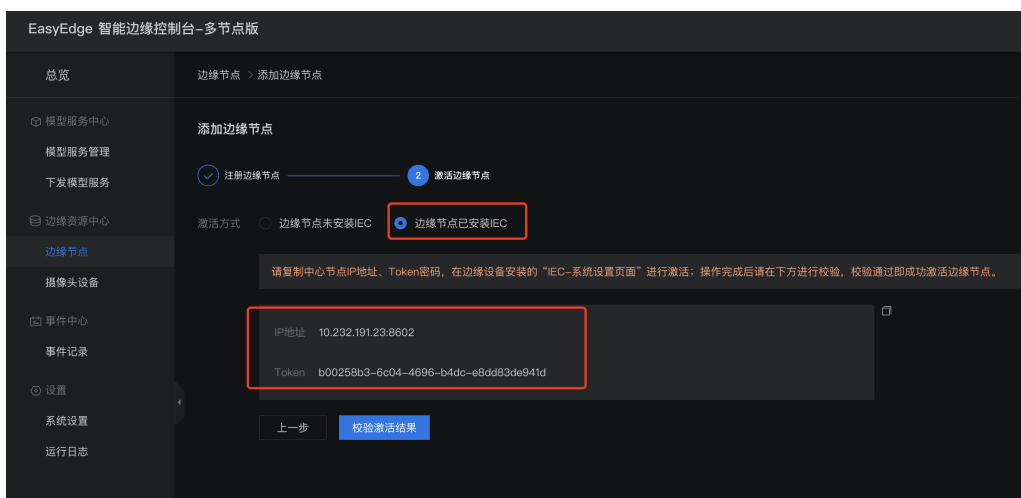 EasyEdge 智能边缘控制台-多节点版
总览
边缘节点 > 添加边缘节点
模型服务中心
模型服务管理
下发模型服务
边缘资源中心
边缘节点
摄像头设备
事件中心
事件记录
设置
系统设置
运行日志
添加边缘节点
注册边缘节点
2 激活边缘节点
激活方式 边缘节点未安装IEC 边缘节点已安装IEC
请复制中心节点IP地址、Token密码，在边缘设备安装的“IEC-系统设置页面”进行激活；操作完成后请在下方进行校验，校验通过即成功激活边缘节点。
IP地址 10.232.191.23:8602
Token b00258b3-6c04-4696-b4dc-e8dd83de941d
上一步 校验激活结果